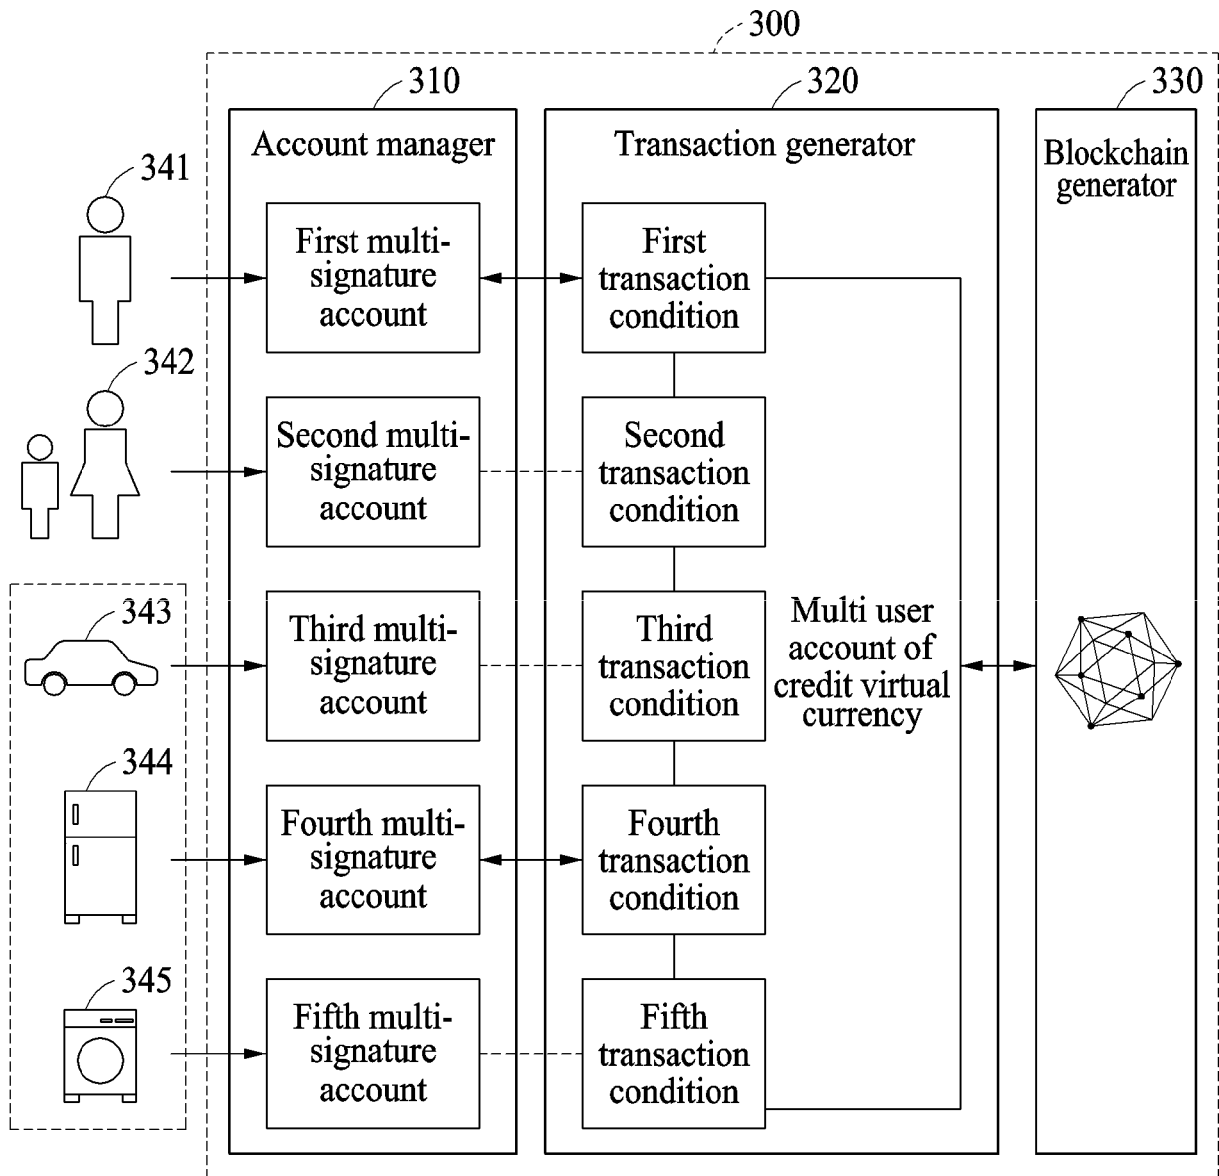 300
310
320
330
Account manager
Transaction generator
Blockchain
generator
341
First multi-
signature
account
First
transaction
condition
342
Second multi-
signature
account
Second
transaction
condition
343
Third multi-
signature
account
Third
transaction
condition
Multi user
account of
credit virtual
currency
344
Fourth multi-
signature
account
Fourth
transaction
condition
345
Fifth multi-
signature
account
Fifth
transaction
condition